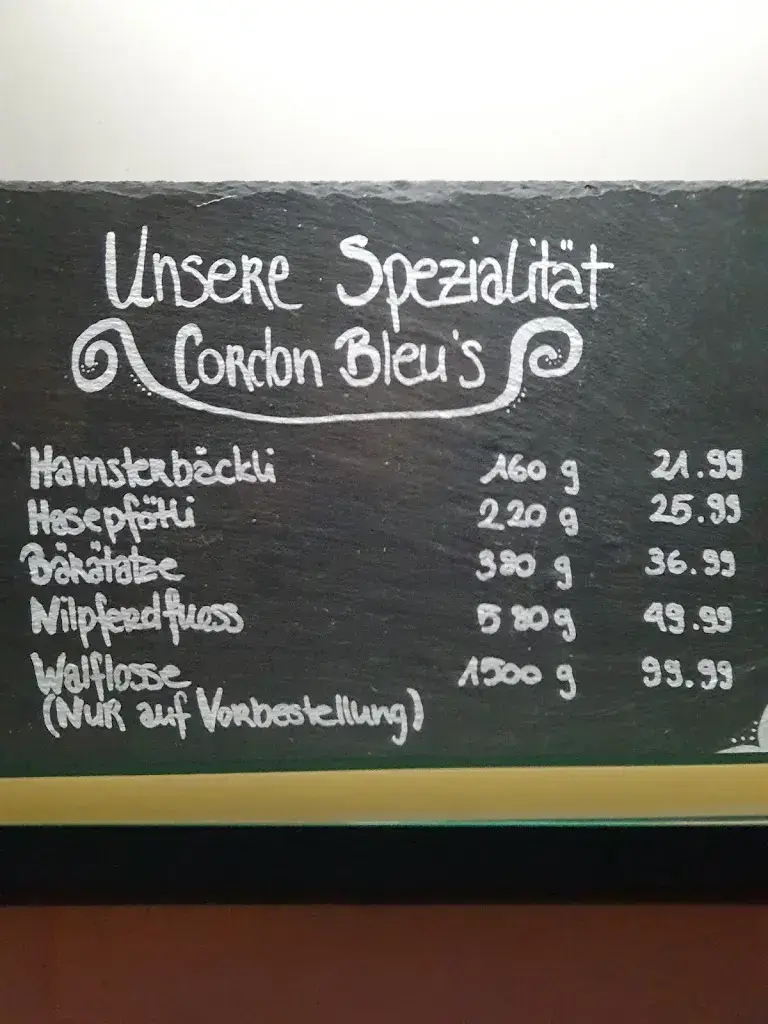 Unsere Spezialität
Cordon Bleu's
Hamsterbäckli 160 g 21.99
Hasepfötli 220 g 25.99
Bärätatze 380 g 36.99
Nilpferdfuess 580 g 49.99
Walflosse 1500 g 99.99
(Nur auf Vorbestellung)